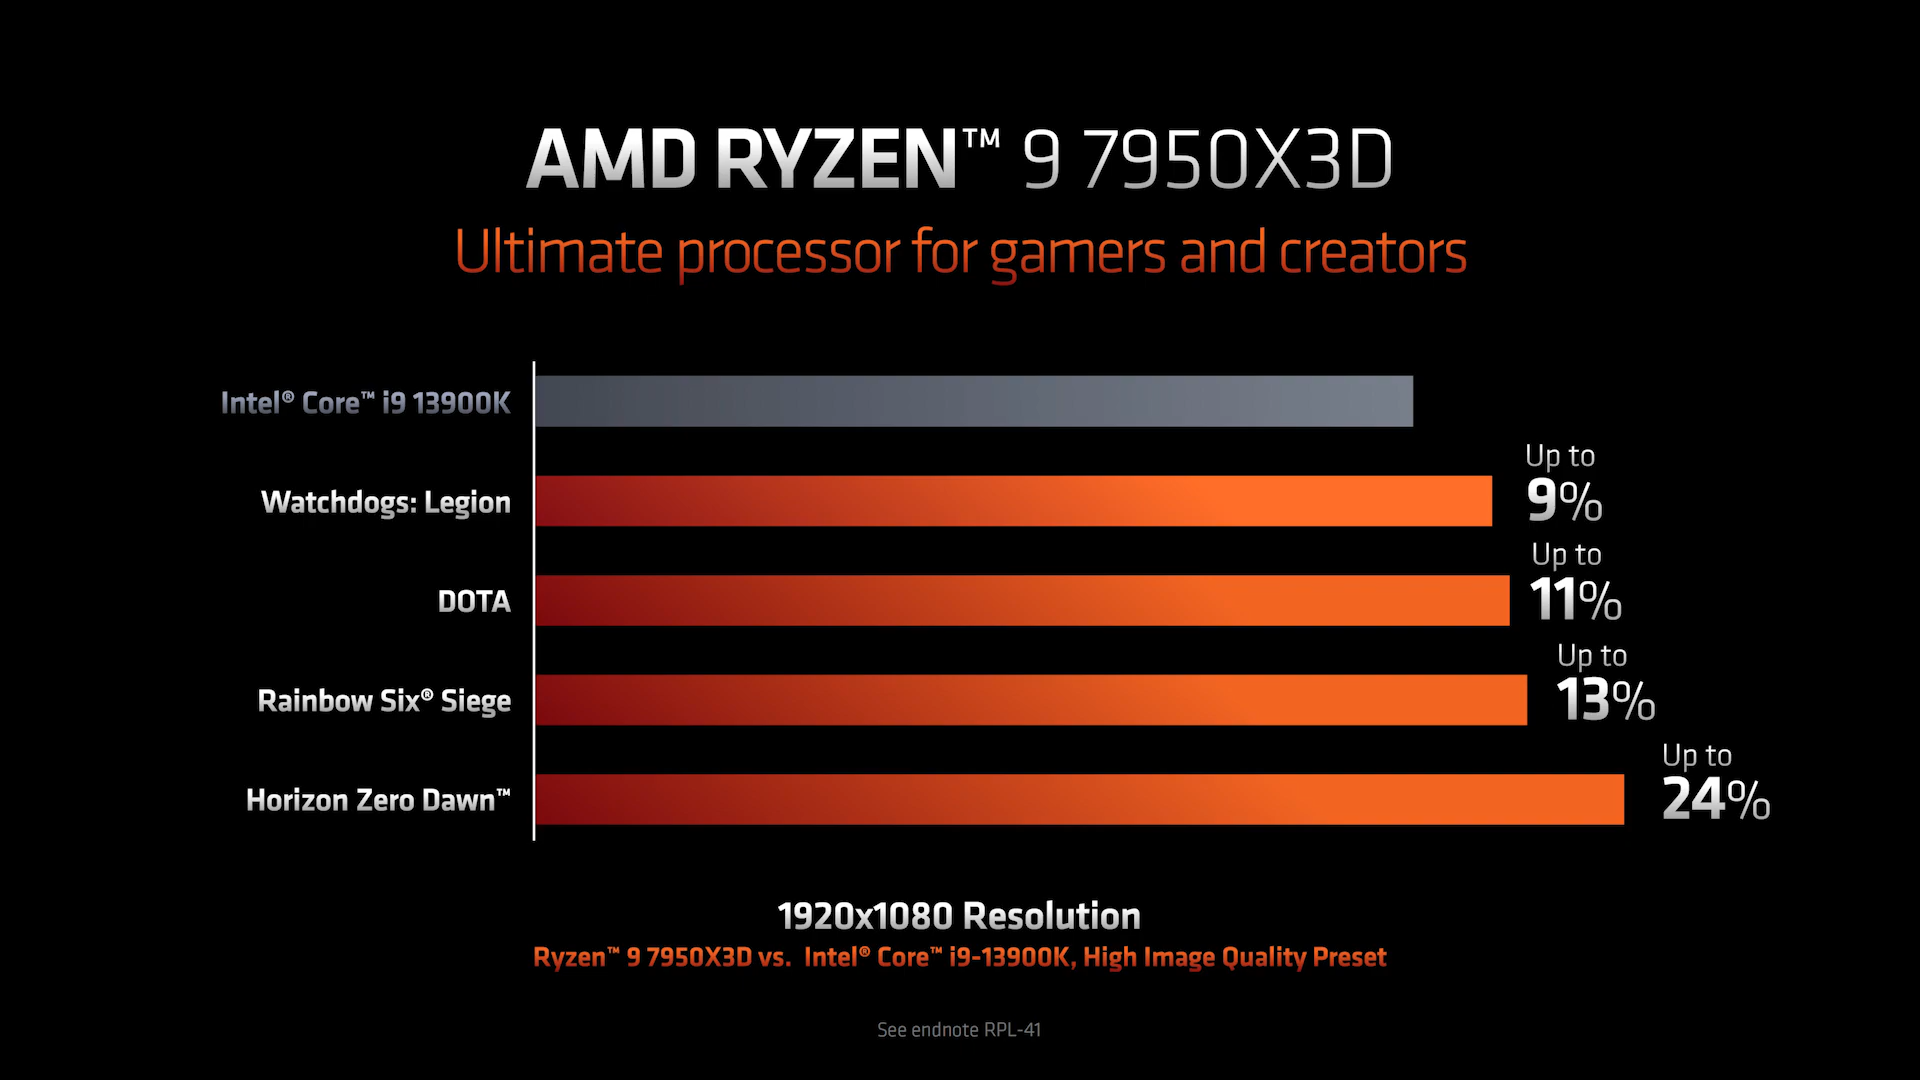 AMD RYZEN™ 9 7950X3D
Ultimate processor for gamers and creators
Intel® Core™ i9 13900K
Watchdogs: Legion
Up to
9%
DOTA
Up to
11%
Rainbow Six® Siege
Up to
13%
Horizon Zero Dawn™
Up to
24%
1920x1080 Resolution
Ryzen™ 9 7950X3D vs. Intel® Core™ i9-13900K, High Image Quality Preset
See endnote RPL-41